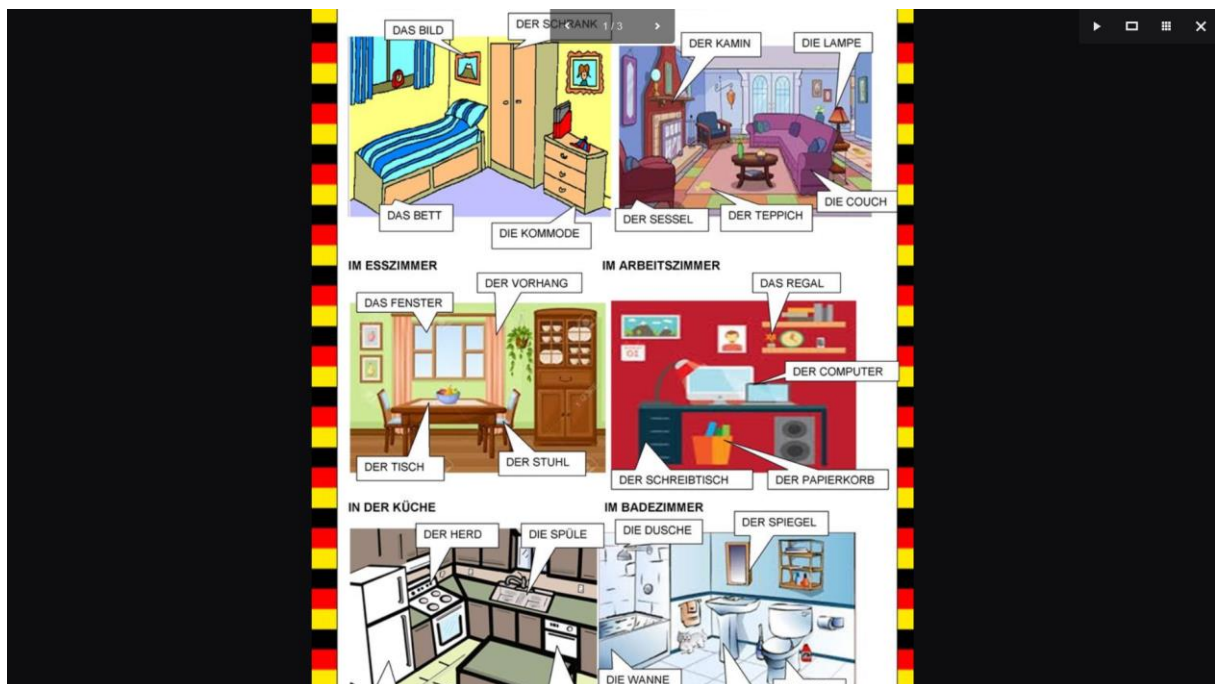 DAS BILD
DER SCHRANK
1 / 3
DER KAMIN
DIE LAMPE
DAS BETT
DIE KOMMODE
DER SESSEL
DER TEPPICH
DIE COUCH
IM ESSZIMMER
IM ARBEITSZIMMER
DAS FENSTER
DER VORHANG
DAS REGAL
DER COMPUTER
DER TISCH
DER STUHL
DER SCHREIBTISCH
DER PAPIERKORB
IN DER KÜCHE
IM BADEZIMMER
DER HERD
DIE SPÜLE
DIE DUSCHE
DER SPIEGEL
DIE WANNE